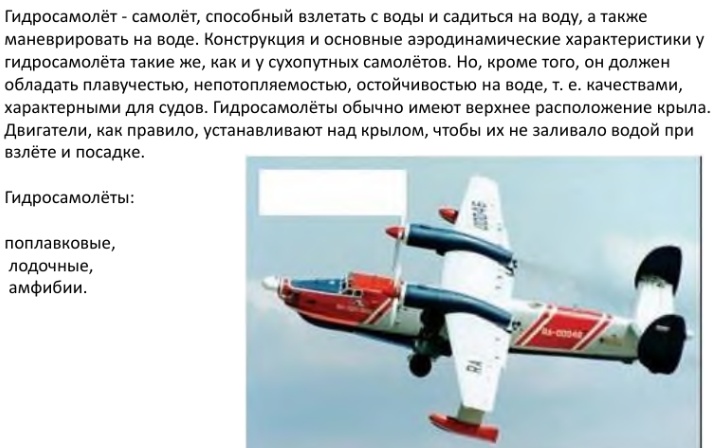 Гидросамолёт - самолёт, способный взлетать с воды и садиться на воду, а также
маневрировать на воде. Конструкция и основные аэродинамические характеристики у
гидросамолёта такие же, как и у сухопутных самолётов. Но, кроме того, он должен
обладать плавучестью, непотопляемостью, остойчивостью на воде, т. е. качествами,
характерными для судов. Гидросамолёты обычно имеют верхнее расположение крыла.
Двигатели, как правило, устанавливают над крылом, чтобы их не заливало водой при
взлёте и посадке.
Гидросамолёты:
поплавковые,
лодочные,
амфибии.
00046
RA-00046
RA